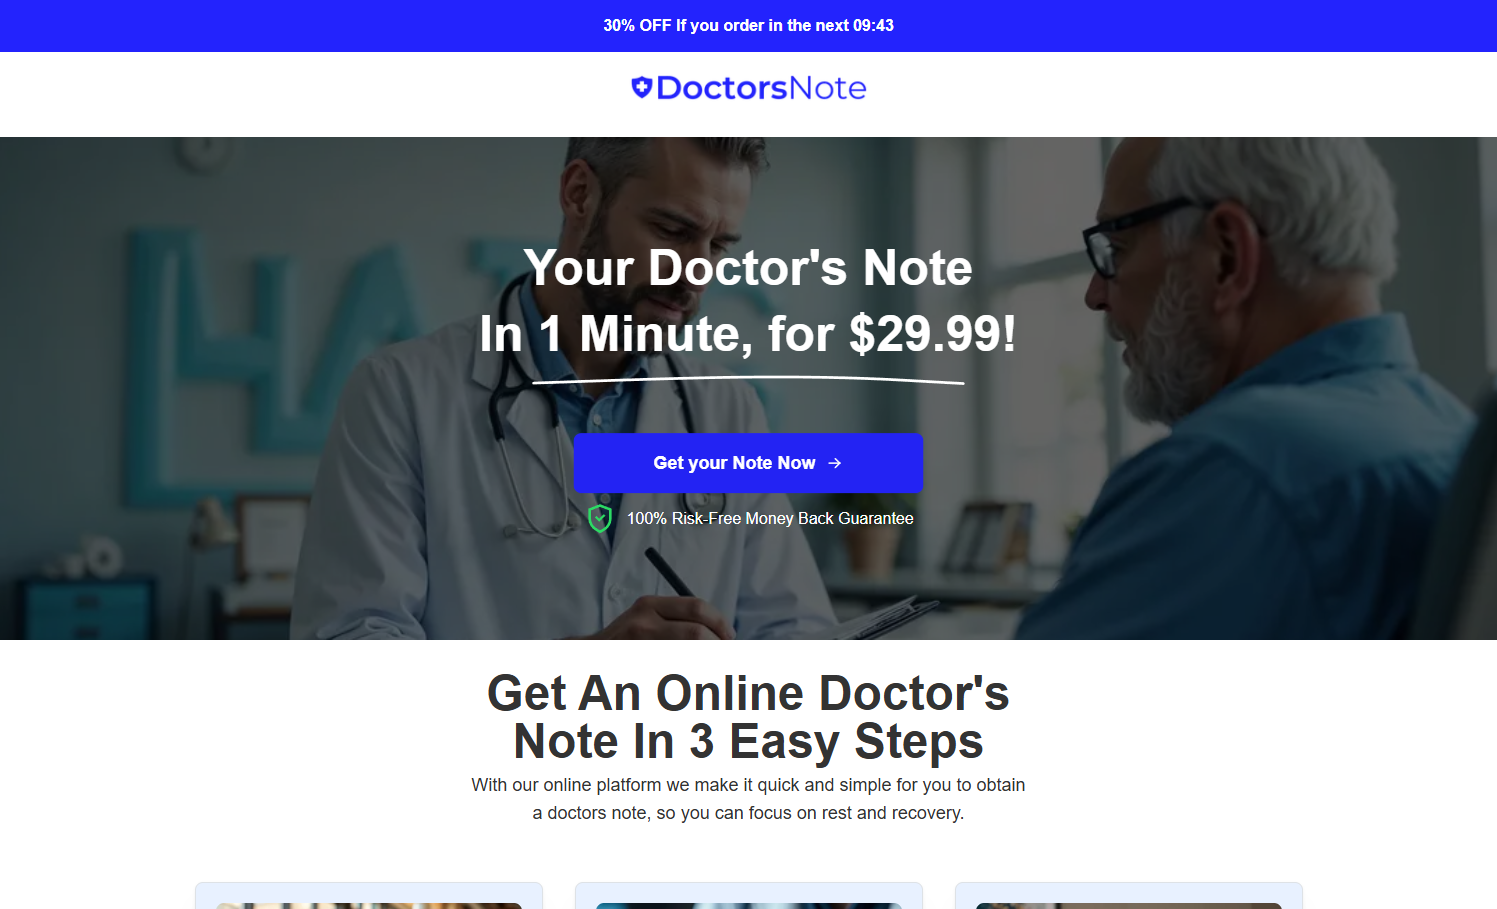 30% OFF If you order in the next 09:43
DoctorsNote
Your Doctor's Note
In 1 Minute, for $29.99!
Get your Note Now →
100% Risk-Free Money Back Guarantee
Get An Online Doctor's
Note In 3 Easy Steps
With our online platform we make it quick and simple for you to obtain
a doctors note, so you can focus on rest and recovery.